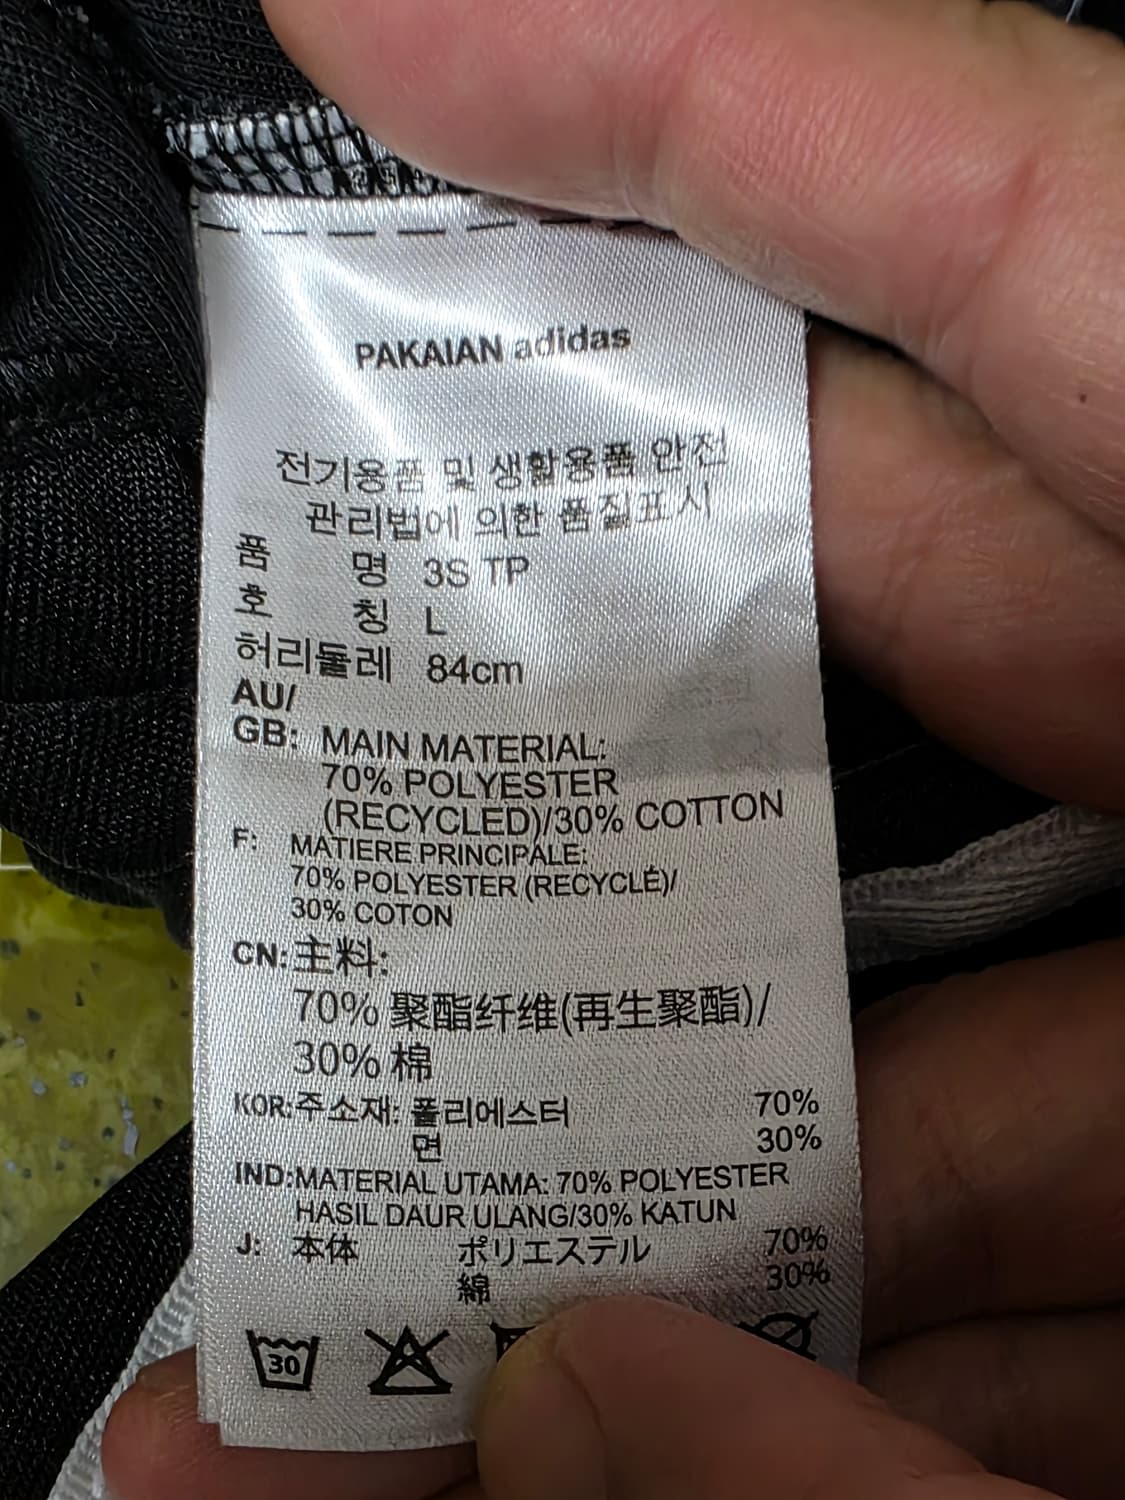 PAKAIAN adidas
전기용품 및 생활용품 안전
관리법에 의한 품질표시
품 명 3S TP
호 칭 L
허리둘레 84cm
AU/
GB: MAIN MATERIAL:
70% POLYESTER
(RECYCLED)/30% COTTON
F: MATIERE PRINCIPALE:
70% POLYESTER (RECYCLÉ)/
30% COTON
CN: 主料:
70% 聚酯纤维(再生聚酯)/
30% 棉
KOR: 주소재: 폴리에스터 70%
면 30%
IND: MATERIAL UTAMA: 70% POLYESTER
HASIL DAUR ULANG/30% KATUN
J: 本体 ポリエステル 70%
綿 30%
30